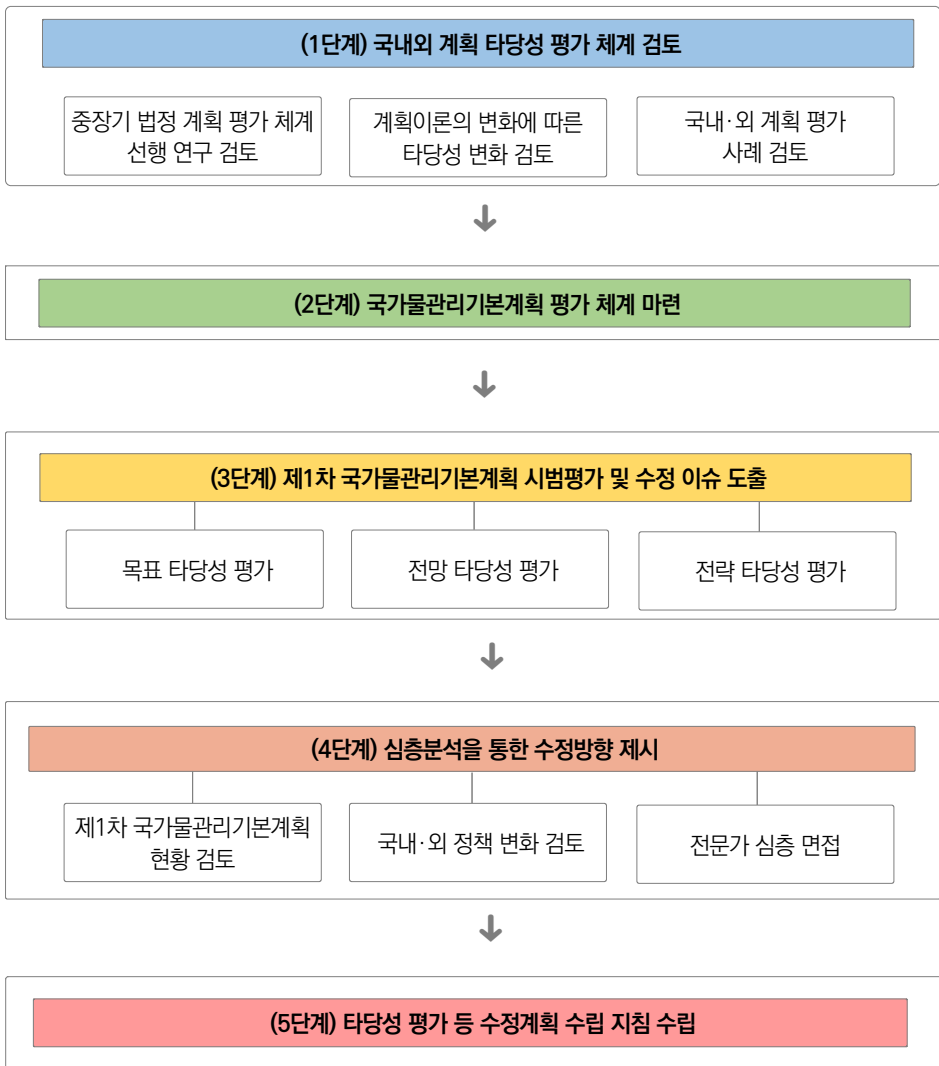 (1단계) 국내외 계획 타당성 평가 체계 검토
중장기 법정 계획 평가 체계
선행 연구 검토
계획이론의 변화에 따른
타당성 변화 검토
국내·외 계획 평가
사례 검토
(2단계) 국가물관리기본계획 평가 체계 마련
(3단계) 제1차 국가물관리기본계획 시범평가 및 수정 이슈 도출
목표 타당성 평가
전망 타당성 평가
전략 타당성 평가
(4단계) 심층분석을 통한 수정방향 제시
제1차 국가물관리기본계획
현황 검토
국내·외 정책 변화 검토
전문가 심층 면접
(5단계) 타당성 평가 등 수정계획 수립 지침 수립